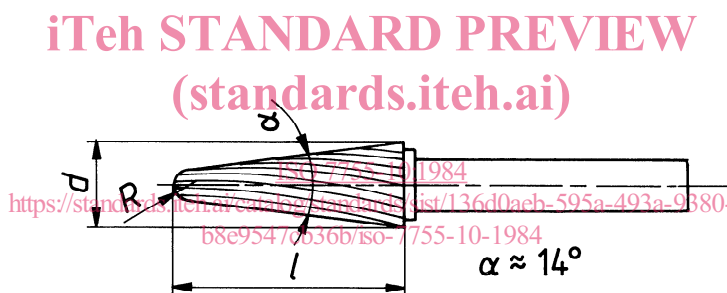 iTeh STANDARD PREVIEW
(standards.iteh.ai)
α
ISO 7755-10:1984
d
R
https://standards.iteh.ai/catalog/standards/sist/136d0aeb-595a-493a-9380-
b8e9547cb36b/iso-7755-10-1984
l
α ≈ 14°